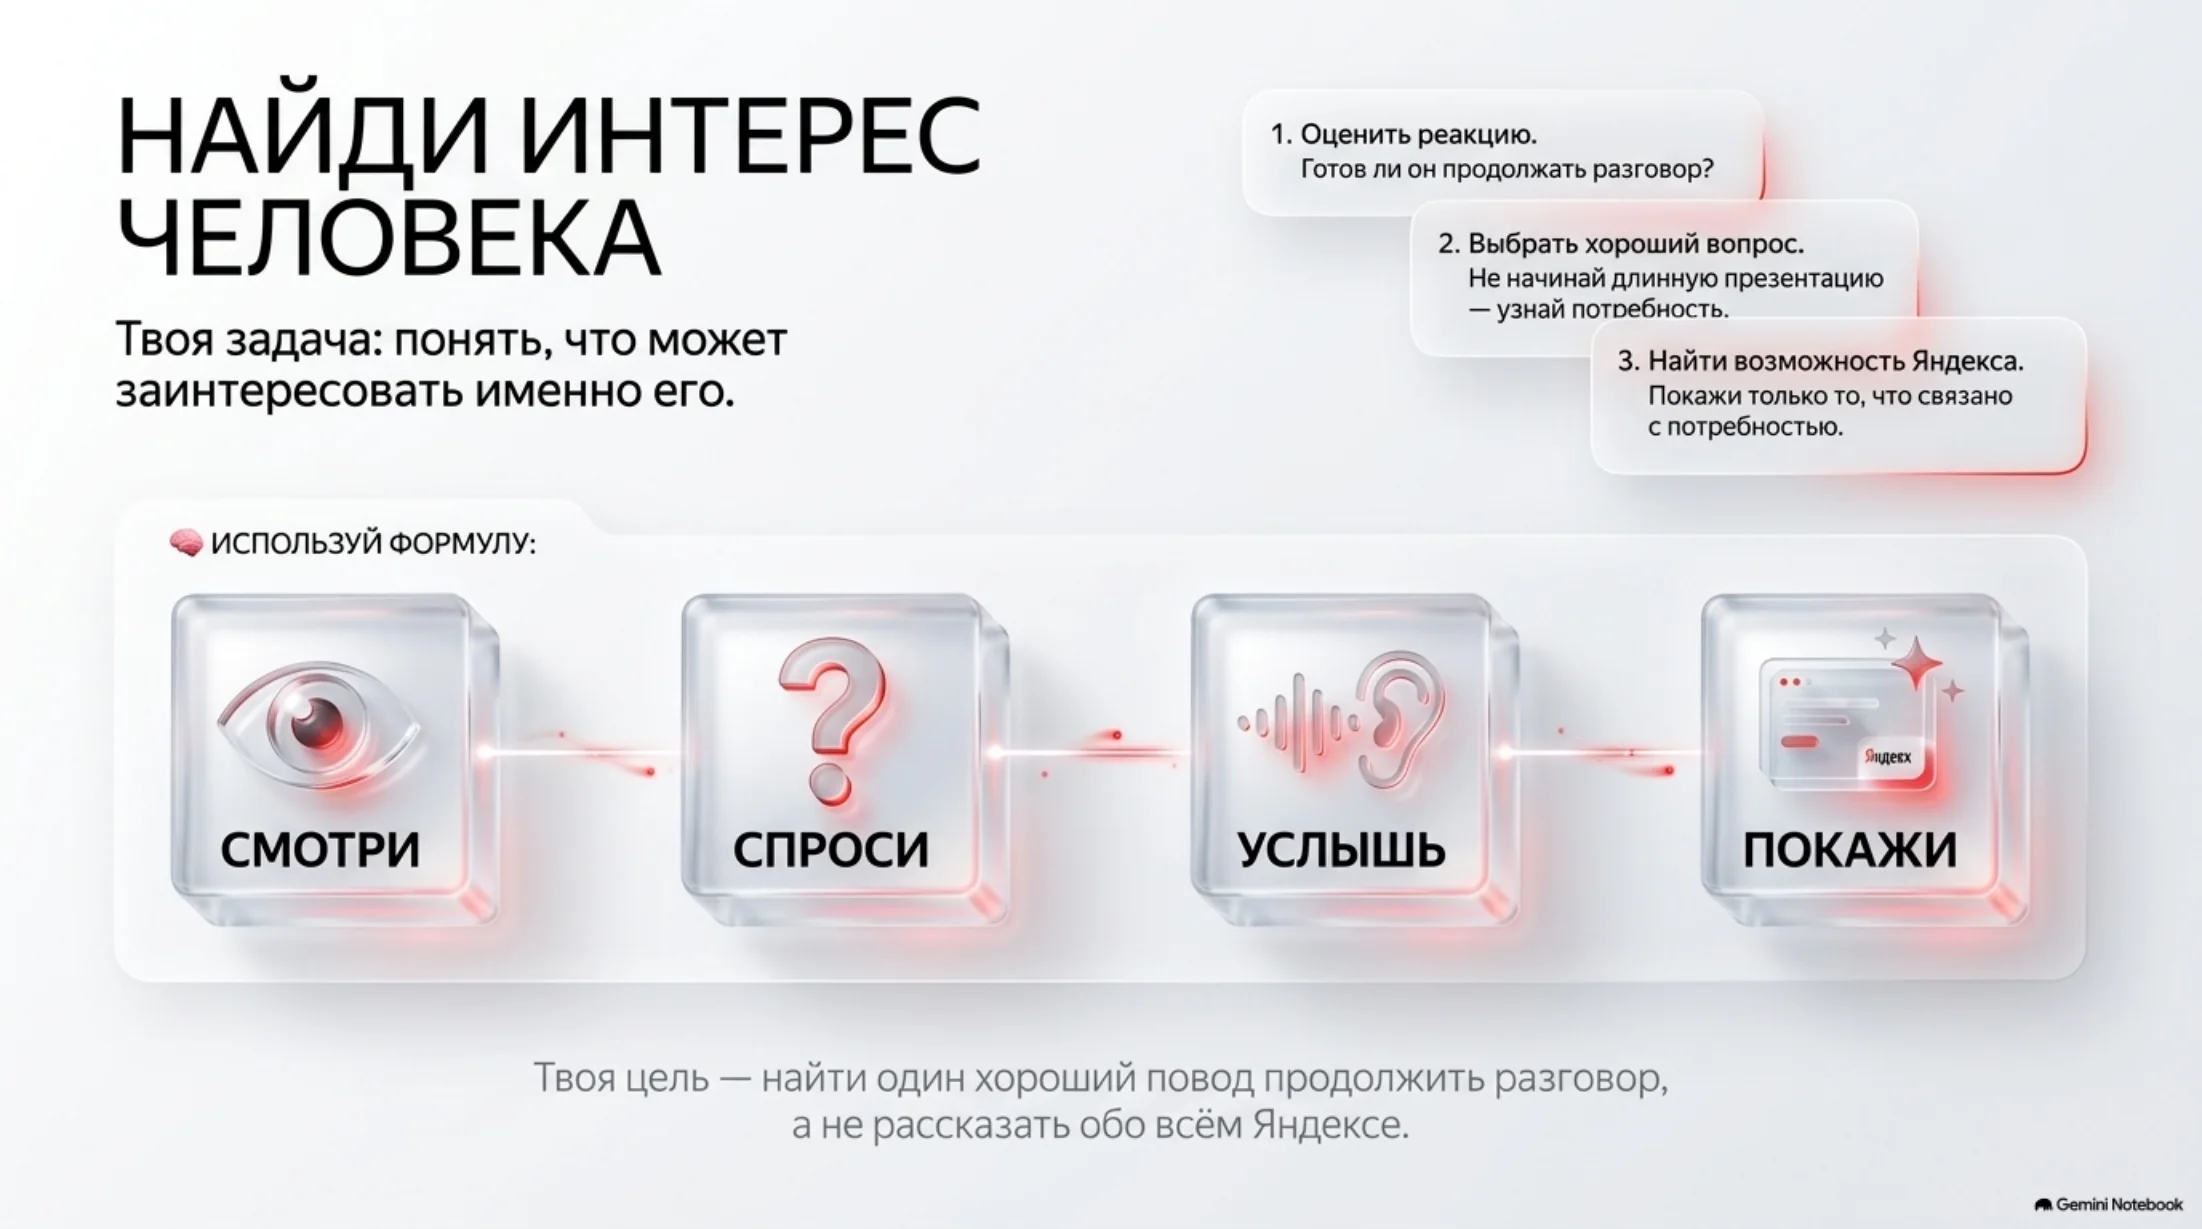 НАЙДИ ИНТЕРЕС
ЧЕЛОВЕКА
Твоя задача: понять, что может
заинтересовать именно его.
1. Оценить реакцию.
Готов ли он продолжать разговор?
2. Выбрать хороший вопрос.
Не начинай длинную презентацию
— узнай потребность.
3. Найти возможность Яндекса.
Покажи только то, что связано
с потребностью.
ИСПОЛЬЗУЙ ФОРМУЛУ:
СМОТРИ
СПРОСИ
УСЛЫШЬ
ПОКАЖИ
Твоя цель — найти один хороший повод продолжить разговор,
а не рассказать обо всём Яндексе.
Gemini Notebook